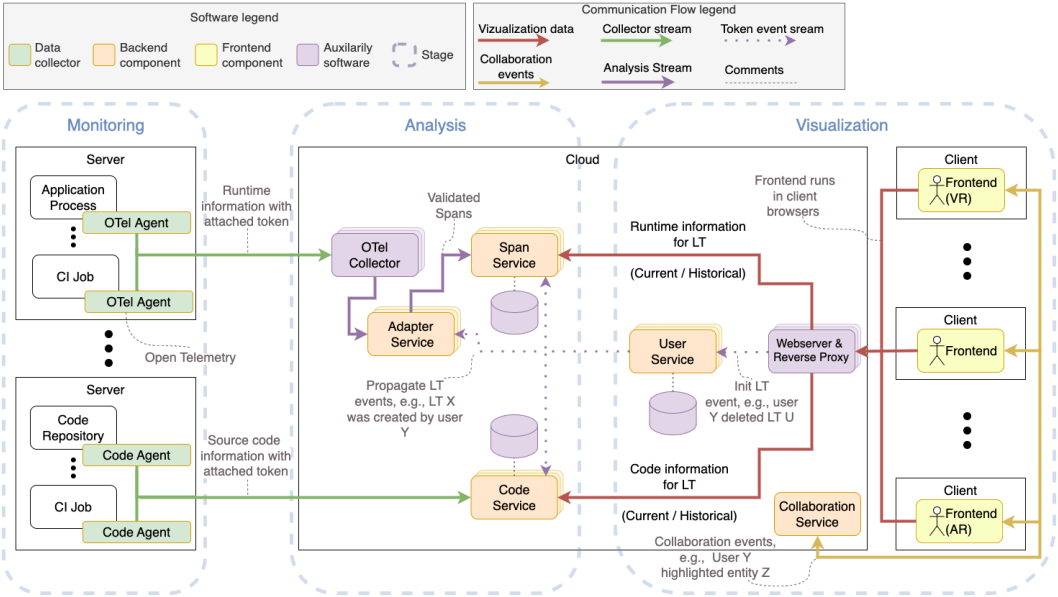 Software legend
Data
collector
Backend
component
Frontend
component
Auxilarily
software
Stage
Communication Flow legend
Vizualization data
Collector stream
Token event sream
Collaboration
events
Analysis Stream
Comments
Monitoring
Analysis
Visualization
Server
Application
Process
OTel Agent
CI Job
OTel Agent
Open Telemetry
Server
Code
Repository
Code Agent
CI Job
Code Agent
Runtime
information with
attached token
Source code
information with
attached token
Cloud
Validated
Spans
OTel
Collector
Span
Service
Adapter
Service
Propagate LT
events, e.g., LT X
was created by user
Y
Code
Service
Runtime information
for LT
(Current / Historical)
User
Service
Init LT
event, e.g., user
Y deleted LT U
Webserver &
Reverse Proxy
Code information
for LT
(Current / Historical)
Collaboration
Service
Collaboration events,
e.g., User Y
highlighted entity Z
Frontend runs
in client
browsers
Client
Frontend
(VR)
Client
Frontend
Client
Frontend
(AR)